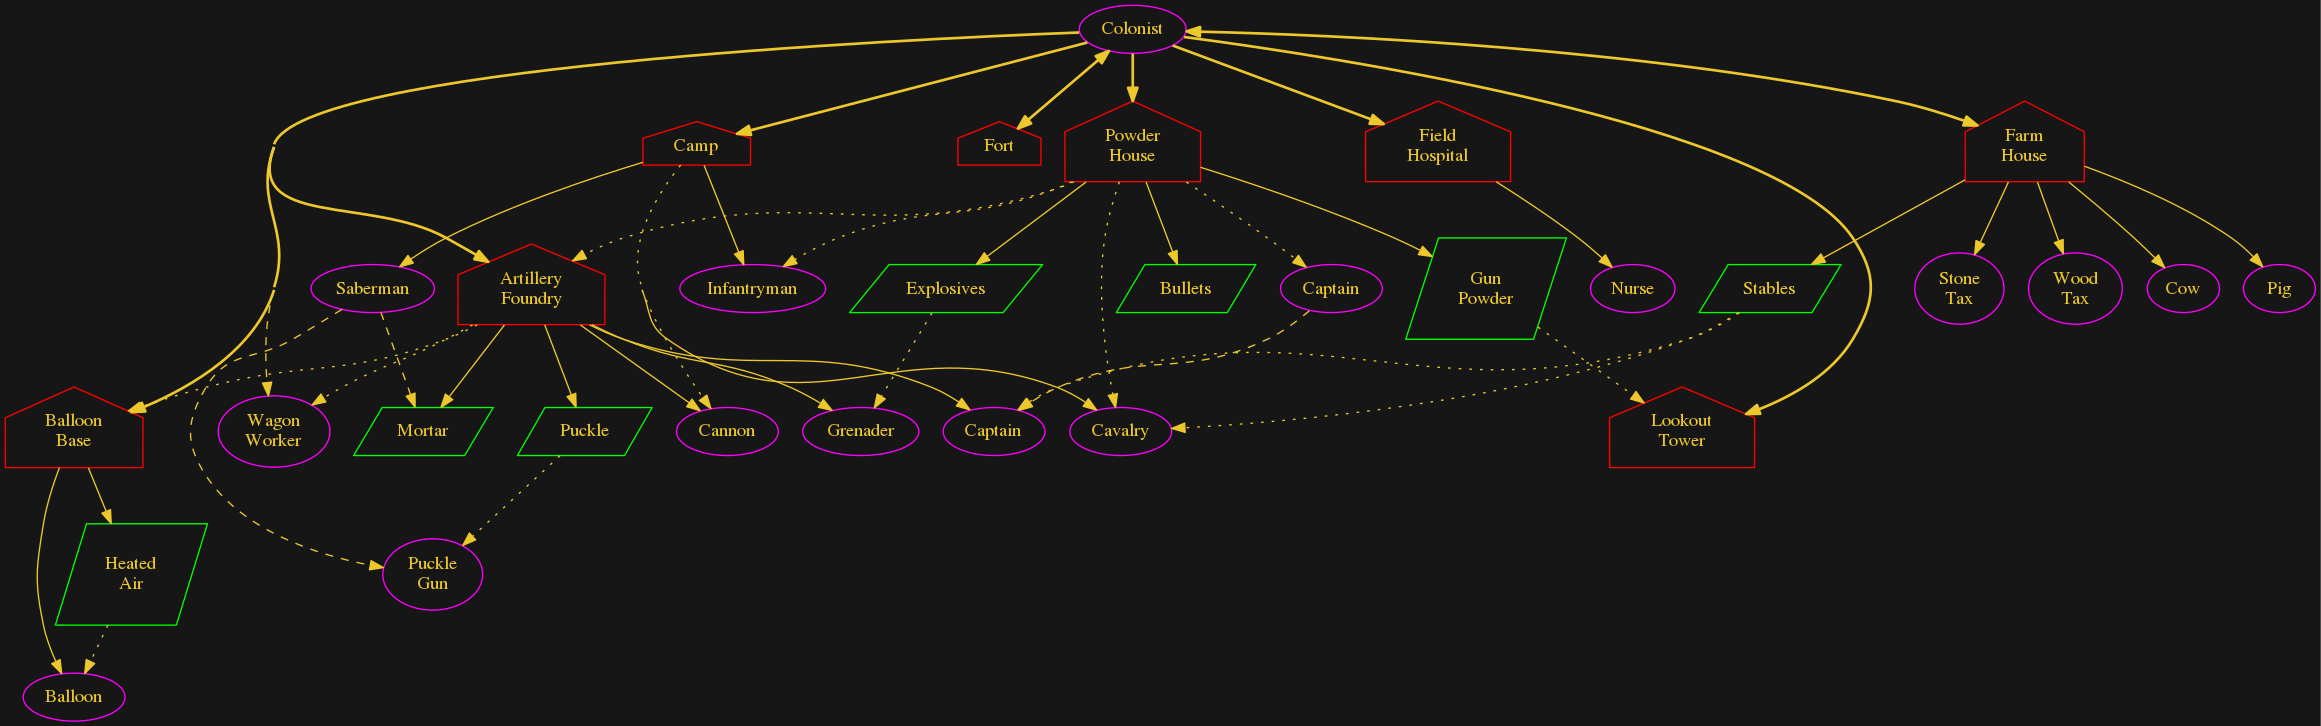 Colonist
Camp
Fort
Powder
House
Field
Hospital
Farm
House
Saberman
Artillery
Foundry
Infantryman
Explosives
Bullets
Captain
Gun
Powder
Nurse
Stables
Stone
Tax
Wood
Tax
Cow
Pig
Balloon
Base
Wagon
Worker
Mortar
Puckle
Cannon
Grenader
Captain
Cavalry
Lookout
Tower
Heated
Air
Puckle
Gun
Balloon